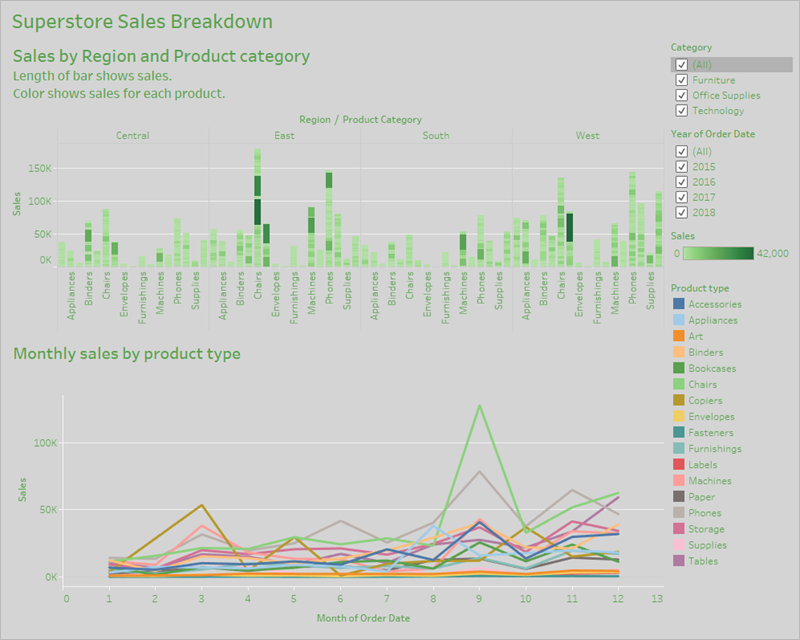 Superstore Sales Breakdown
Sales by Region and Product category
Length of bar shows sales.
Color shows sales for each product.
Region / Product Category
Central East South West
150K
100K
50K
0K
Sales
Appliances Binders Chairs Envelopes Furnishings Machines Phones Supplies Appliances Binders Chairs Envelopes Furnishings Machines Phones Supplies Appliances Binders Chairs Envelopes Furnishings Machines Phones Supplies Appliances Binders Chairs Envelopes Furnishings Machines Phones Supplies
Monthly sales by product type
100K
50K
0K
Sales
0 1 2 3 4 5 6 7 8 9 10 11 12 13
Month of Order Date
Category
(All)
Furniture
Office Supplies
Technology
Year of Order Date
(All)
2015
2016
2017
2018
Sales
0 42,000
Product type
Accessories
Appliances
Art
Binders
Bookcases
Chairs
Copiers
Envelopes
Fasteners
Furnishings
Labels
Machines
Paper
Phones
Storage
Supplies
Tables